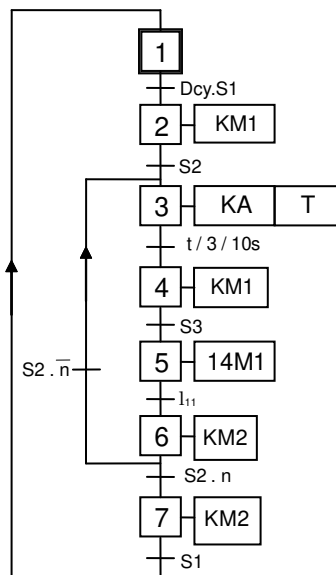 1
Dcy.S1
2 KM1
S2
3 KA T
t / 3 / 10s
4 KM1
S3
5 14M1
l₁₁
S2 . n̅
6 KM2
S2 . n
7 KM2
S1